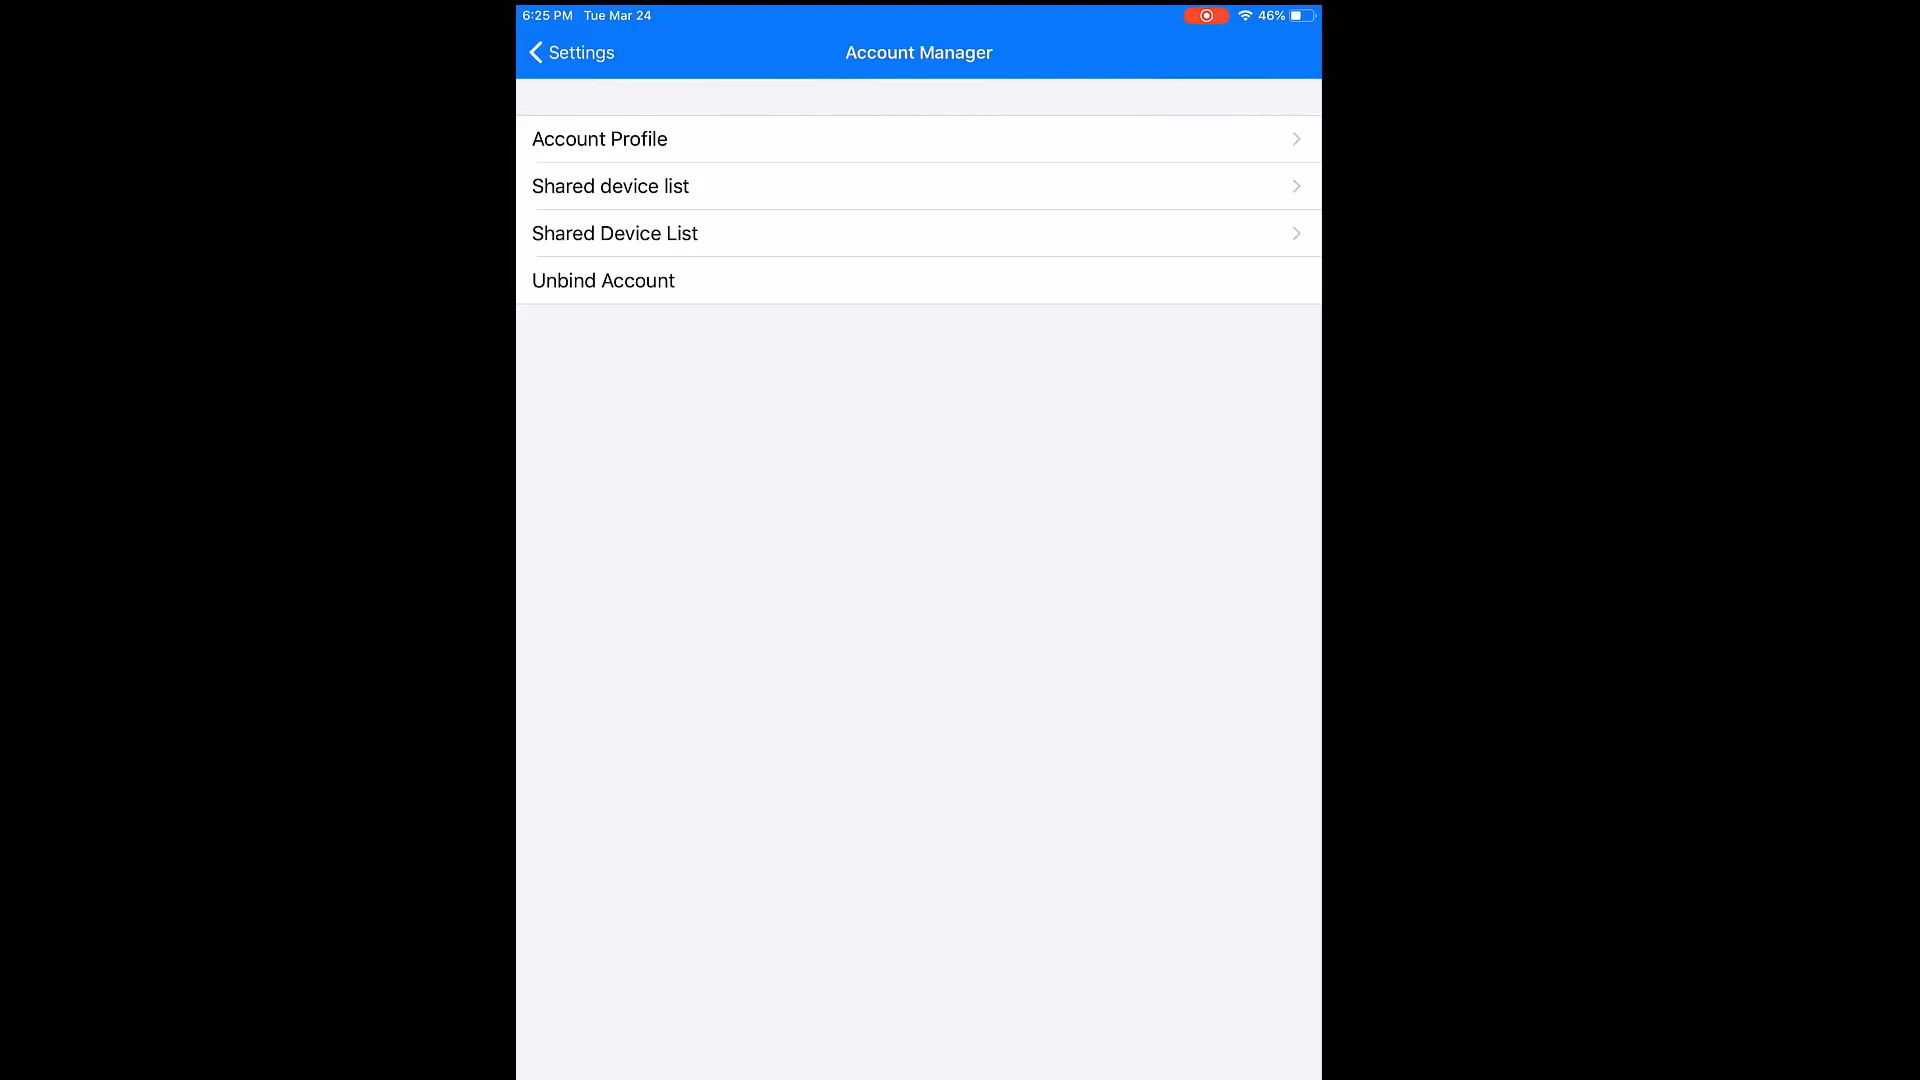 6:25 PM Tue Mar 24 46%
Settings Account Manager
Account Profile
Shared device list
Shared Device List
Unbind Account